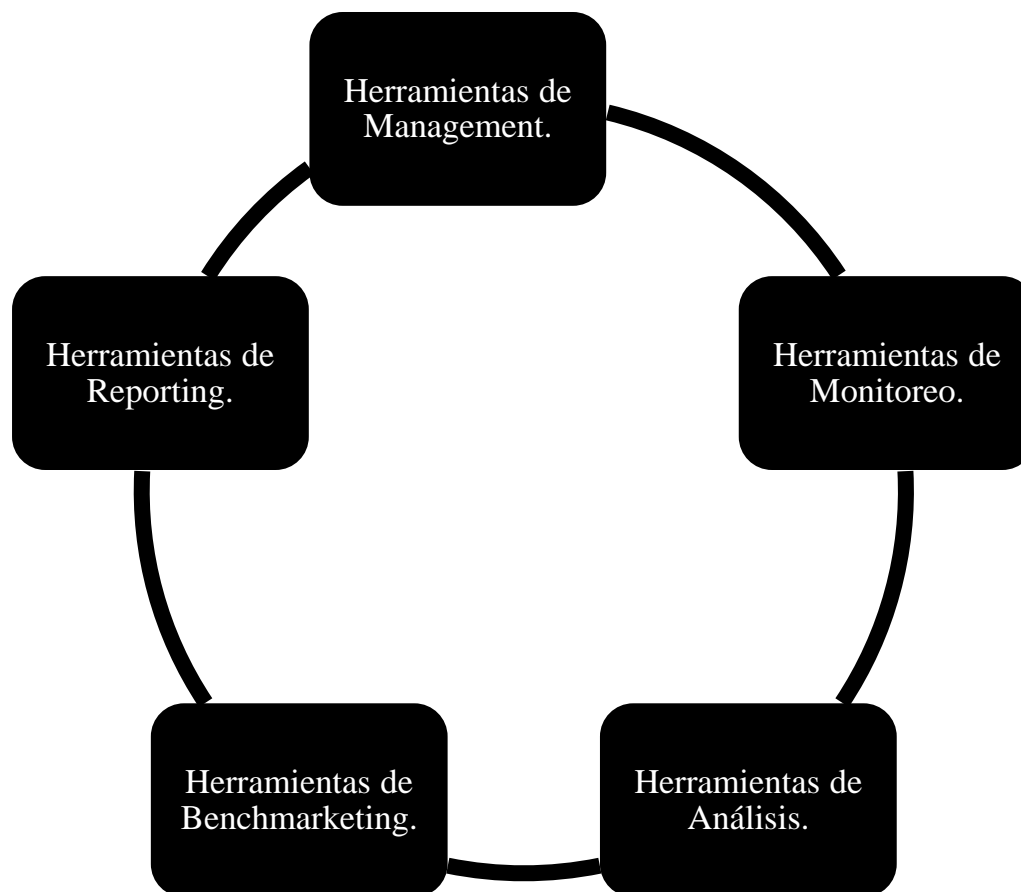 Herramientas de
Management.
Herramientas de
Monitoreo.
Herramientas de
Análisis.
Herramientas de
Benchmarketing.
Herramientas de
Reporting.